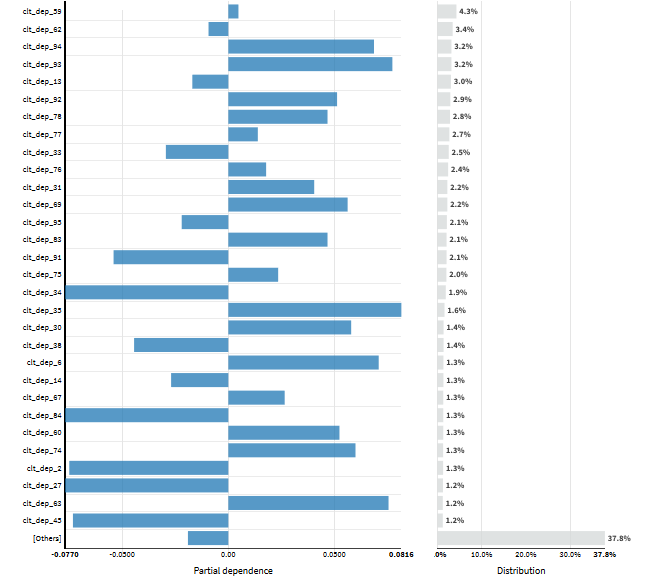 clt_dep_59 4.3%
clt_dep_62 3.4%
clt_dep_94 3.2%
clt_dep_93 3.2%
clt_dep_13 3.0%
clt_dep_92 2.9%
clt_dep_78 2.8%
clt_dep_77 2.7%
clt_dep_33 2.5%
clt_dep_76 2.4%
clt_dep_31 2.2%
clt_dep_69 2.2%
clt_dep_95 2.1%
clt_dep_83 2.1%
clt_dep_91 2.1%
clt_dep_75 2.0%
clt_dep_34 1.9%
clt_dep_35 1.6%
clt_dep_30 1.4%
clt_dep_38 1.4%
clt_dep_6 1.3%
clt_dep_14 1.3%
clt_dep_67 1.3%
clt_dep_84 1.3%
clt_dep_60 1.3%
clt_dep_74 1.3%
clt_dep_2 1.3%
clt_dep_27 1.2%
clt_dep_63 1.2%
clt_dep_45 1.2%
[Others] 37.8%
-0.0770 -0.0500 0.00 0.0500 0.0816 .0% 10.0% 20.0% 30.0% 37.8%
Partial dependence Distribution